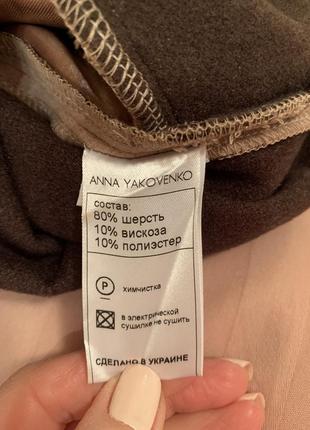 ANNA YAKOVENKO
состав:
80% шерсть
10% вискоза
10% полиэстер
P
химчистка
в электрической
сушилке не сушить
СДЕЛАНО В УКРАИНЕ